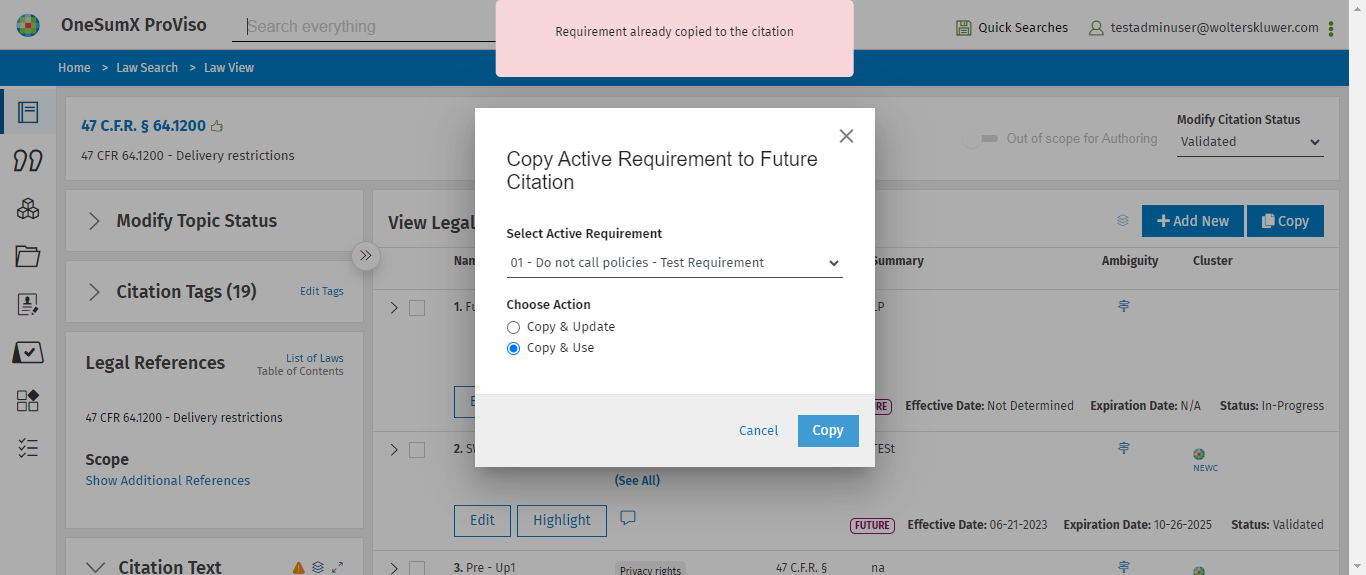 OneSumX ProViso
Search everything
Requirement already copied to the citation
Quick Searches
testadminuser@wolterskluwer.com
Home > Law Search > Law View
47 C.F.R. § 64.1200
47 CFR 64.1200 - Delivery restrictions
Out of scope for Authoring
Modify Citation Status
Validated
Modify Topic Status
Citation Tags (19)
Edit Tags
Legal References
List of Laws
Table of Contents
47 CFR 64.1200 - Delivery restrictions
Scope
Show Additional References
Citation Text
View Legal
Add New
Copy
Ambiguity
Cluster
Copy Active Requirement to Future
Citation
Select Active Requirement
01 - Do not call policies - Test Requirement
Choose Action
Copy & Update
Copy & Use
Cancel
Copy
1.
Effective Date: Not Determined Expiration Date: N/A Status: In-Progress
2.
NEWC
(See All)
Edit
Highlight
FUTURE Effective Date: 06-21-2023 Expiration Date: 10-26-2025 Status: Validated
3. Pre - Up1
Privacy rights
47 C.F.R. §
na